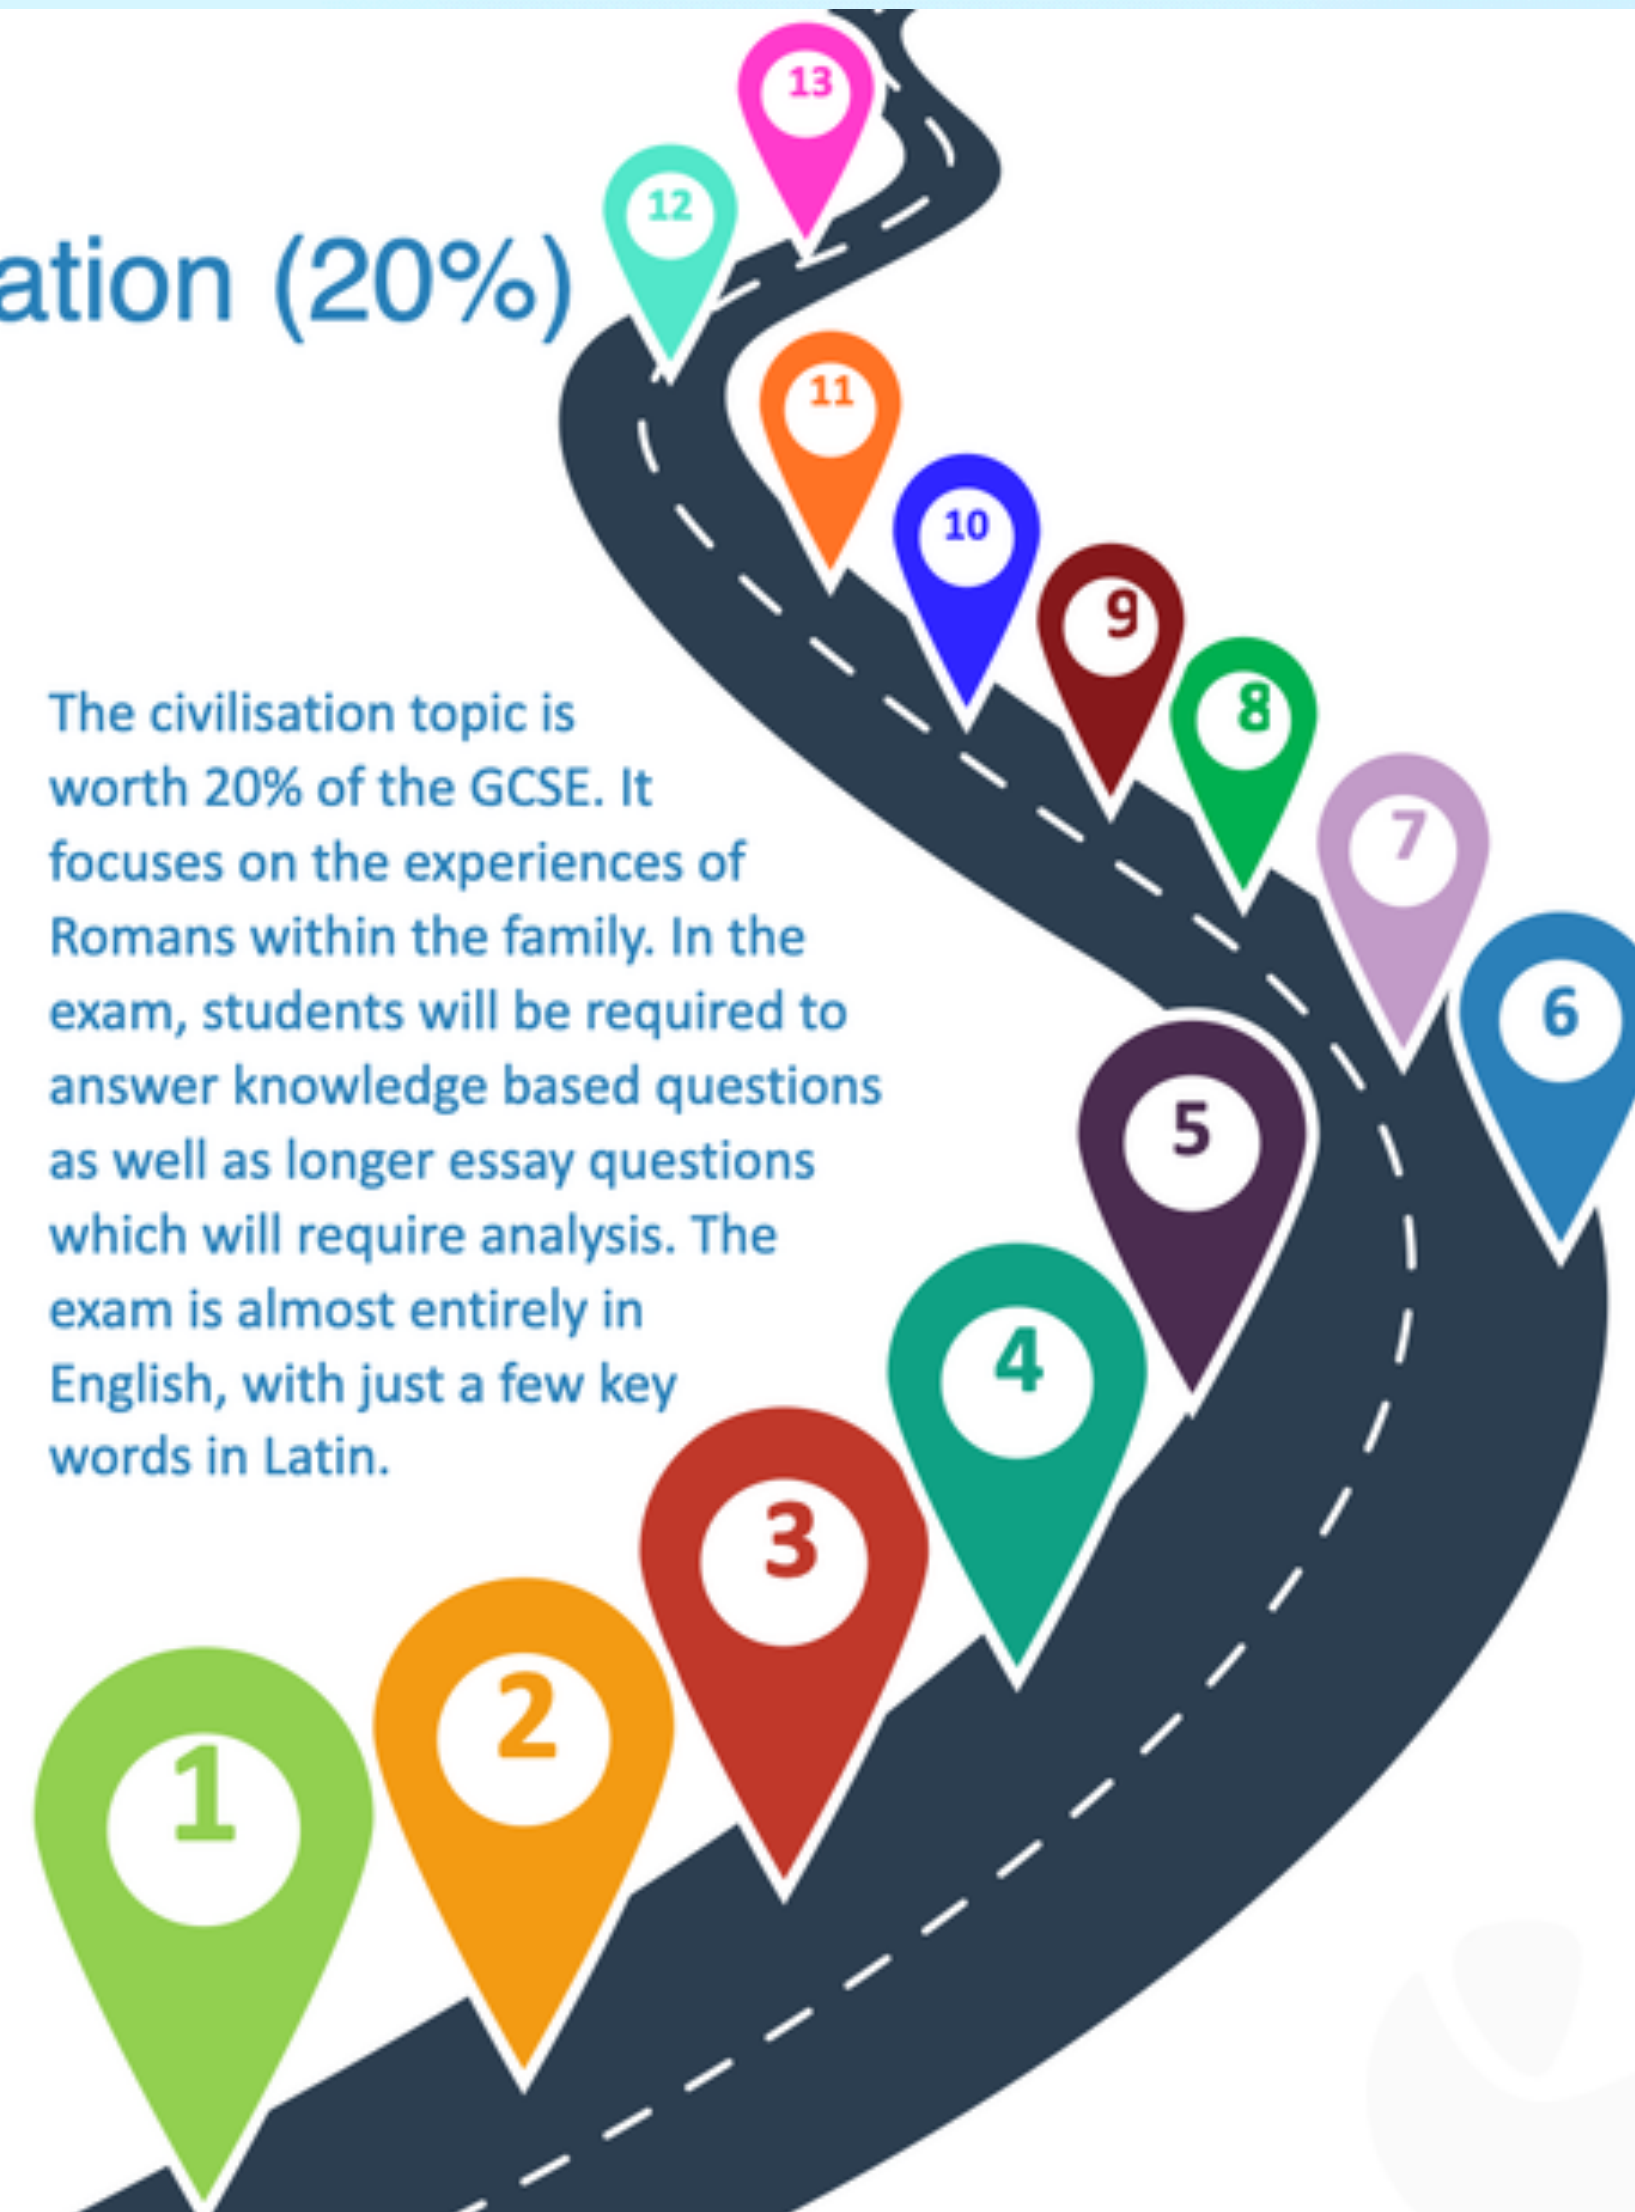 13
12
ation (20%)
11
10
9
8
7
6
5
4
3
2
1
The civilisation topic is
worth 20% of the GCSE. It
focuses on the experiences of
Romans within the family. In the
exam, students will be required to
answer knowledge based questions
as well as longer essay questions
which will require analysis. The
exam is almost entirely in
English, with just a few key
words in Latin.